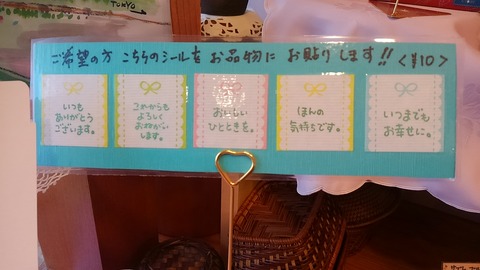 TOKYO
ご希望の方 こちらのシールを お品物に お貼りします!! <¥10>
いつも
ありがとう
ございます。
これからも
よろしく
お願がい
します。
おいしい
ひとときを。
ほんの
気持ちです。
いつまでも
お幸せに。